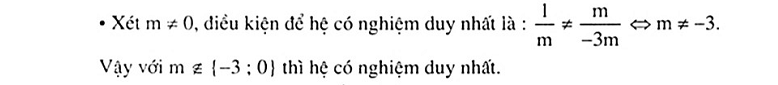 • Xét m ≠ 0, điều kiện để hệ có nghiệm duy nhất là : 1/m ≠ m/-3m ⇔ m ≠ -3.
Vậy với m ∉ {-3 ; 0} thì hệ có nghiệm duy nhất.